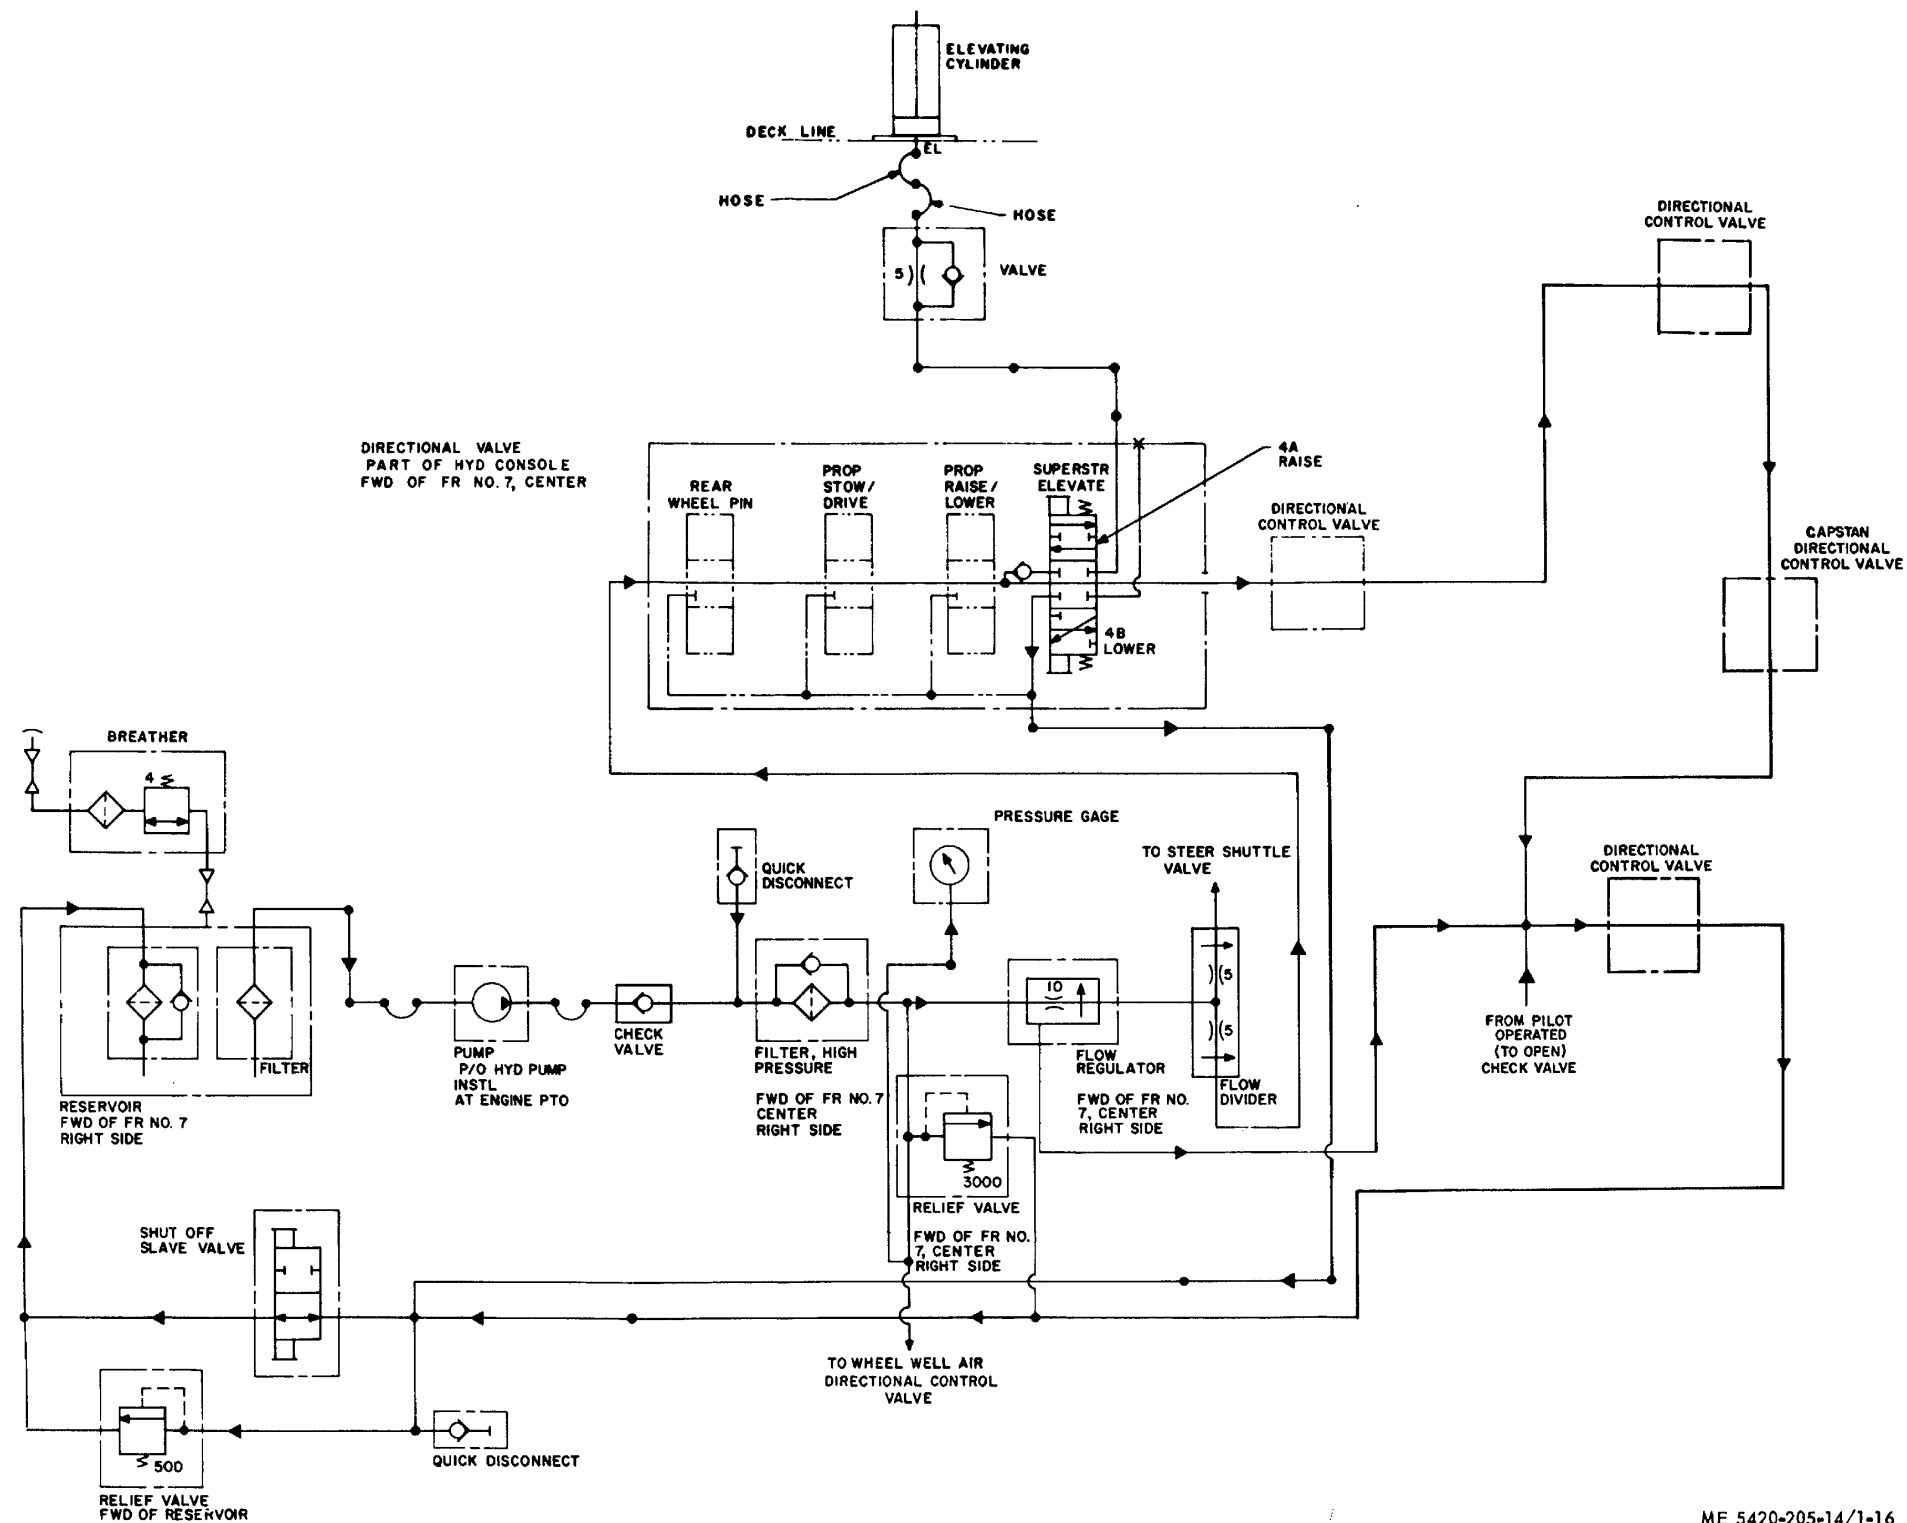 ELEVATING
CYLINDER
DECK LINE
EL
HOSE
HOSE
5
VALVE
DIRECTIONAL
CONTROL VALVE
DIRECTIONAL VALVE
PART OF HYD CONSOLE
FWD OF FR NO. 7, CENTER
REAR
WHEEL PIN
PROP
STOW/
DRIVE
PROP
RAISE/
LOWER
SUPERSTR
ELEVATE
4A
RAISE
4B
LOWER
DIRECTIONAL
CONTROL VALVE
CAPSTAN
DIRECTIONAL
CONTROL VALVE
BREATHER
4
PRESSURE GAGE
QUICK
DISCONNECT
TO STEER SHUTTLE
VALVE
DIRECTIONAL
CONTROL VALVE
FILTER
RESERVOIR
FWD OF FR NO. 7
RIGHT SIDE
PUMP
P/O HYD PUMP
INSTL
AT ENGINE PTO
CHECK
VALVE
FILTER, HIGH
PRESSURE
FWD OF FR NO. 7
CENTER
RIGHT SIDE
10
FLOW
REGULATOR
FWD OF FR NO.
7, CENTER
RIGHT SIDE
5
5
FLOW
DIVIDER
FROM PILOT
OPERATED
(TO OPEN)
CHECK VALVE
3000
RELIEF VALVE
FWD OF FR NO.
7, CENTER
RIGHT SIDE
SHUT OFF
SLAVE VALVE
TO WHEEL WELL AIR
DIRECTIONAL CONTROL
VALVE
500
RELIEF VALVE
FWD OF RESERVOIR
QUICK DISCONNECT
ME 5420-205-14/1-16